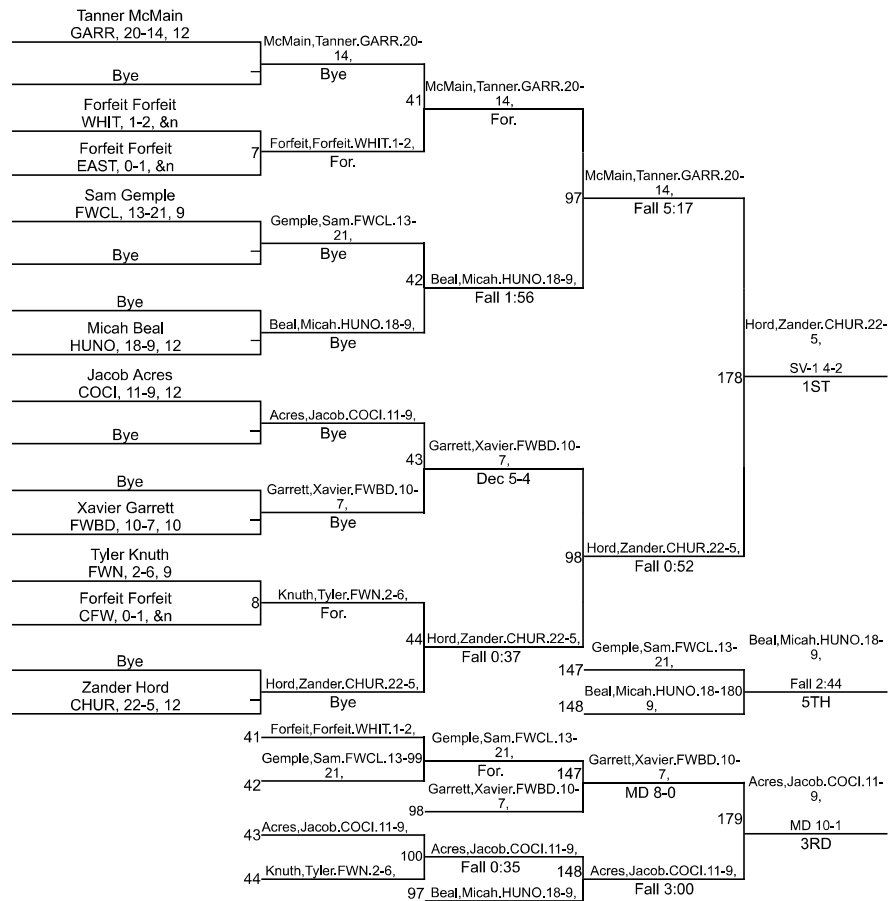 Tanner McMain
GARR, 20-14, 12
McMain,Tanner.GARR.20-
14,
Bye
Bye
Forfeit Forfeit
WHIT, 1-2, &n
41
McMain,Tanner.GARR.20-
14,
For.
Forfeit Forfeit
EAST, 0-1, &n
7
Forfeit,Forfeit.WHIT.1-2,
For.
Sam Gemple
FWCL, 13-21, 9
97
McMain,Tanner.GARR.20-
14,
Fall 5:17
Gemple,Sam.FWCL.13-
21,
Bye
Bye
42
Beal,Micah.HUNO.18-9,
Fall 1:56
Bye
Micah Beal
HUNO, 18-9, 12
Beal,Micah.HUNO.18-9,
Bye
Hord,Zander.CHUR.22-
5,
178
SV-1 4-2
1ST
Jacob Acres
COCI, 11-9, 12
Acres,Jacob.COCI.11-9,
Bye
Bye
43
Garrett,Xavier.FWBD.10-
7,
Dec 5-4
Bye
Xavier Garrett
FWBD, 10-7, 10
Garrett,Xavier.FWBD.10-
7,
Bye
Tyler Knuth
FWN, 2-6, 9
98
Hord,Zander.CHUR.22-5,
Fall 0:52
Forfeit Forfeit
CFW, 0-1, &n
8
Knuth,Tyler.FWN.2-6,
For.
44
Hord,Zander.CHUR.22-5,
Fall 0:37
Bye
Zander Hord
CHUR, 22-5, 12
Hord,Zander.CHUR.22-5,
Bye
147
Gemple,Sam.FWCL.13-
21,
148
Beal,Micah.HUNO.18-180
9,
Beal,Micah.HUNO.18-
9,
Fall 2:44
5TH
41
Forfeit,Forfeit.WHIT.1-2,
42
Gemple,Sam.FWCL.13-99
21,
Gemple,Sam.FWCL.13-
21,
For.
147
98
Garrett,Xavier.FWBD.10-
7,
Garrett,Xavier.FWBD.10-
7,
MD 8-0
179
Acres,Jacob.COCI.11-
9,
MD 10-1
3RD
43
Acres,Jacob.COCI.11-9,
44
Knuth,Tyler.FWN.2-6,
100
Acres,Jacob.COCI.11-9,
Fall 0:35
97
Beal,Micah.HUNO.18-9,
148
Acres,Jacob.COCI.11-9,
Fall 3:00